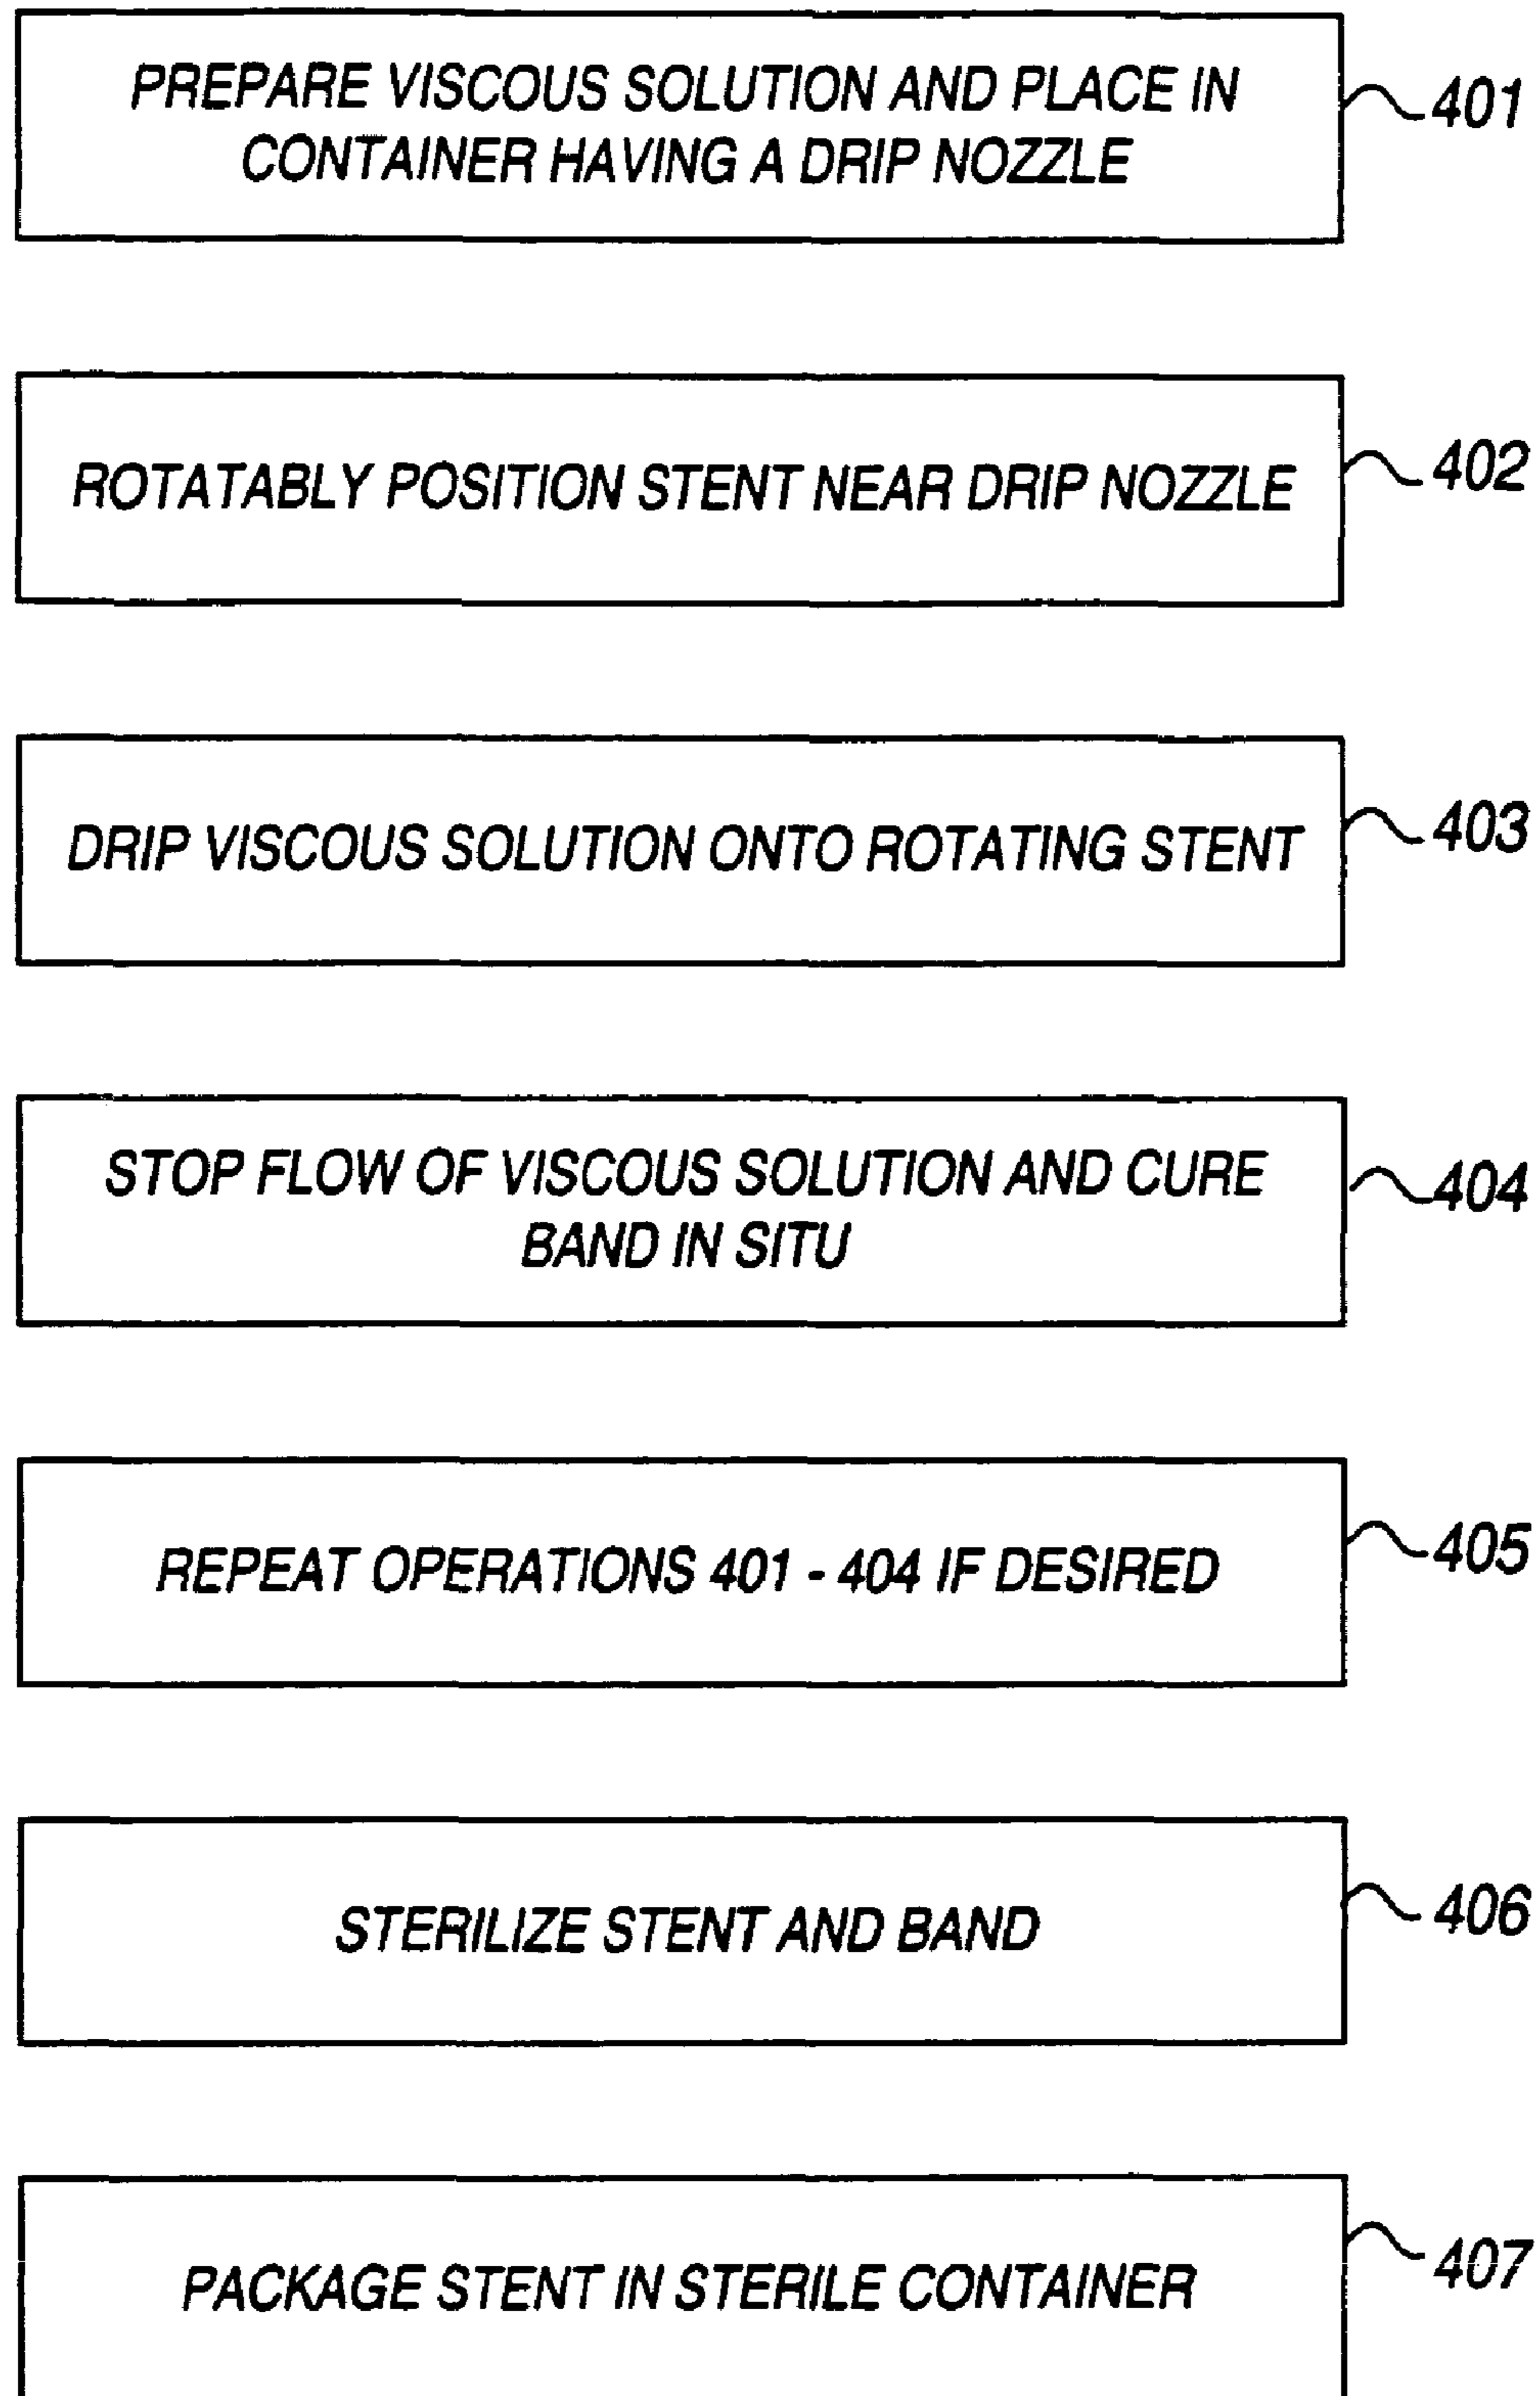 PREPARE VISCOUS SOLUTION AND PLACE IN
CONTAINER HAVING A DRIP NOZZLE
401
ROTATABLY POSITION STENT NEAR DRIP NOZZLE
402
DRIP VISCOUS SOLUTION ONTO ROTATING STENT
403
STOP FLOW OF VISCOUS SOLUTION AND CURE
BAND IN SITU
404
REPEAT OPERATIONS 401 - 404 IF DESIRED
405
STERILIZE STENT AND BAND
406
PACKAGE STENT IN STERILE CONTAINER
407